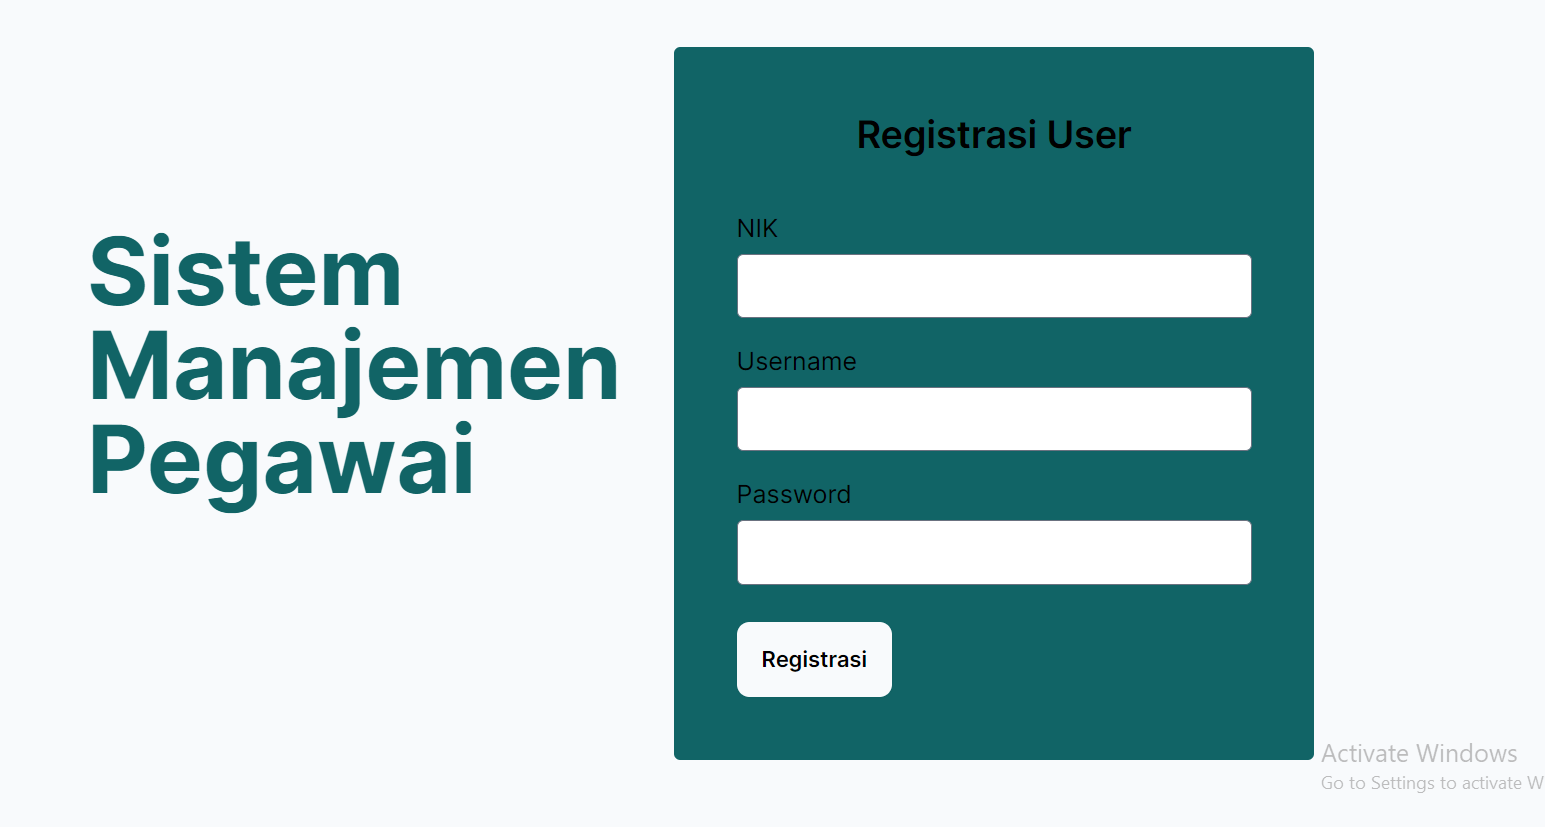 Sistem
Manajemen
Pegawai
Registrasi User
NIK
Username
Password
Registrasi
Activate Windows
Go to Settings to activate W